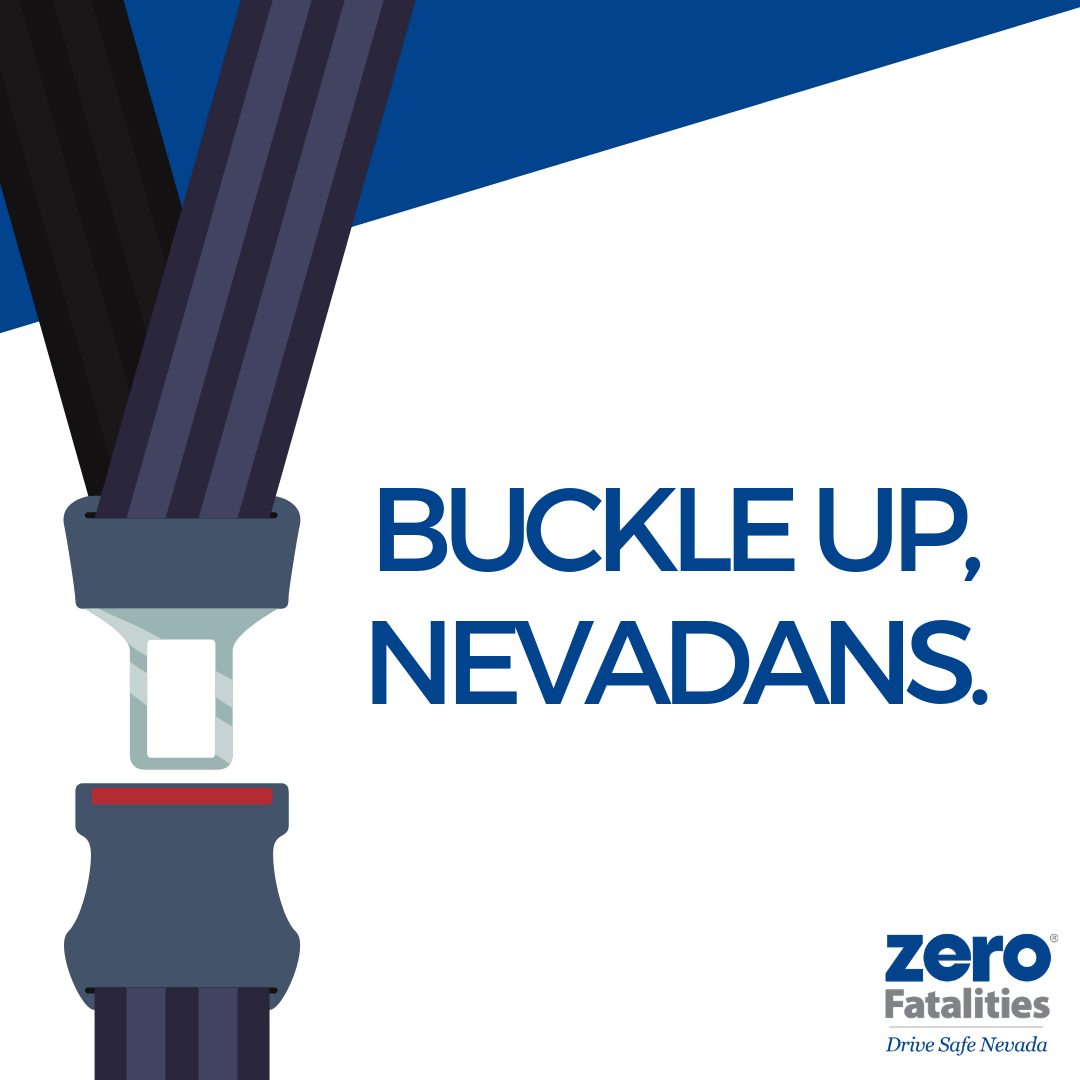 BUCKLE UP,
NEVADANS.
zero®
Fatalities
Drive Safe Nevada